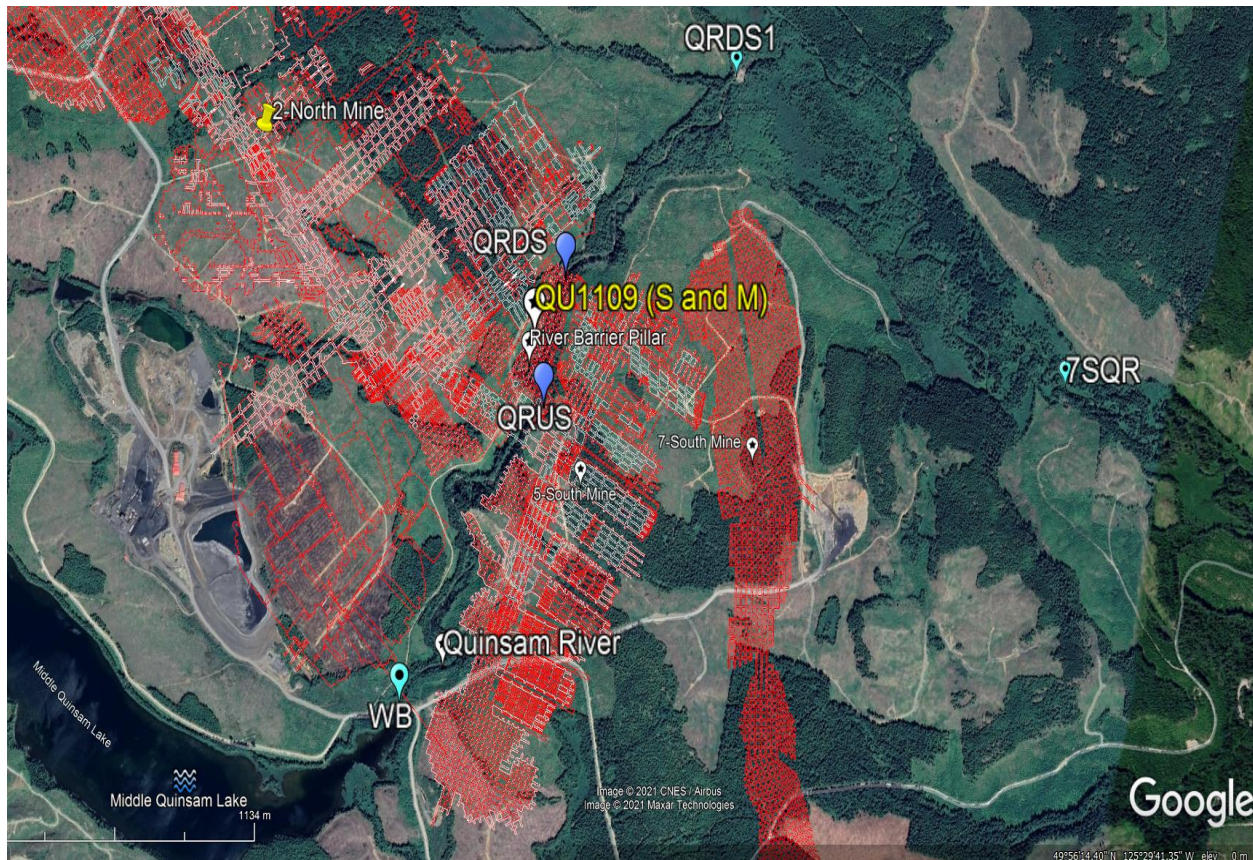 QRDS1
2-North Mine
QRDS
QU1109 (S and M)
River Barrier Pillar
7SQR
QRUS
7-South Mine
5-South Mine
Quinsam River
WB
Middle Quinsam Lake
Middle Quinsam Lake
1134 m
Image © 2021 CNES / Airbus
Image © 2021 Maxar Technologies
Google
49°56'14.40" N 125°29'41.35" W elev 0 m